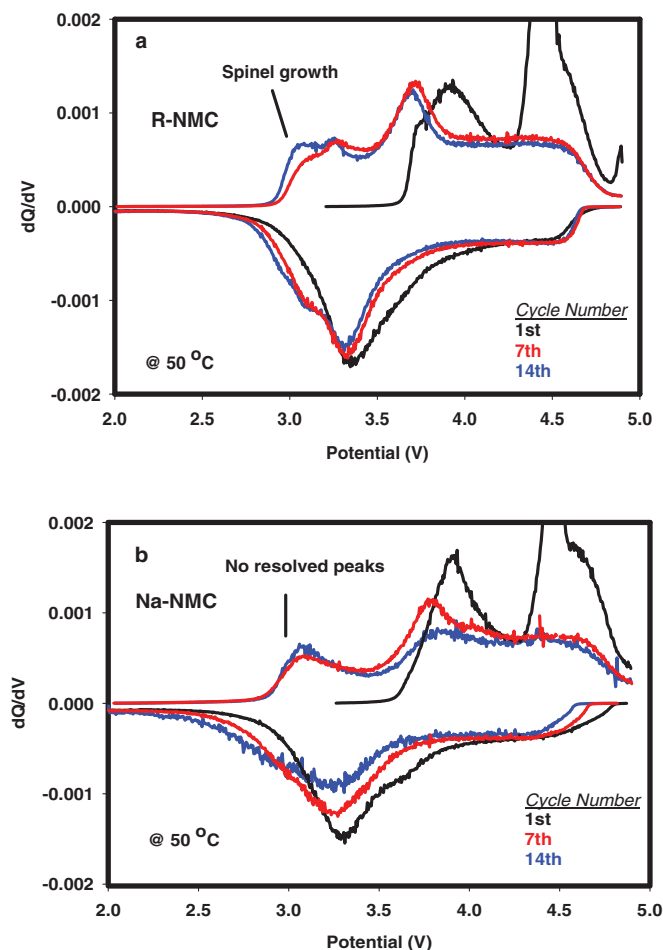 a
0.002
Spinel growth
0.001
R-NMC
dQ/dV
0.000
-0.001
Cycle Number
1st
7th
@ 50 °C
14th
-0.002
2.0 2.5 3.0 3.5 4.0 4.5 5.0
Potential (V)
0.002
b
No resolved peaks
Na-NMC
0.001
dQ/dV
0.000
-0.001
Cycle Number
1st
7th
@ 50 °C
14th
-0.002
2.0 2.5 3.0 3.5 4.0 4.5 5.0
Potential (V)